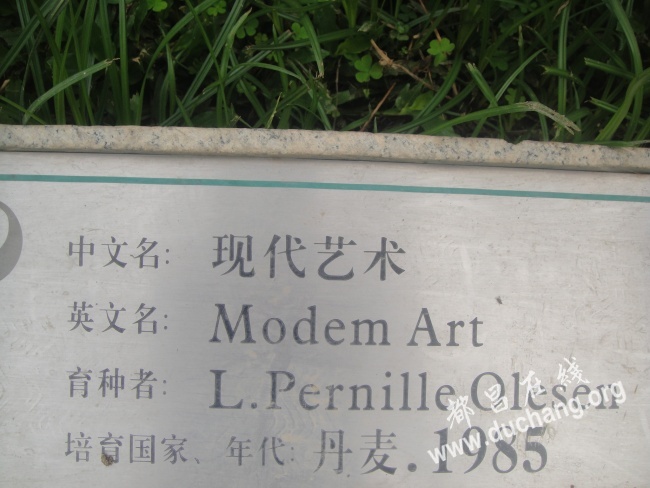 中文名: 现代艺术
英文名: Modem Art
育种者: L.Pernille Olesen
培育国家、年代: 丹麦.1985
都昌在线
www.duchang.org